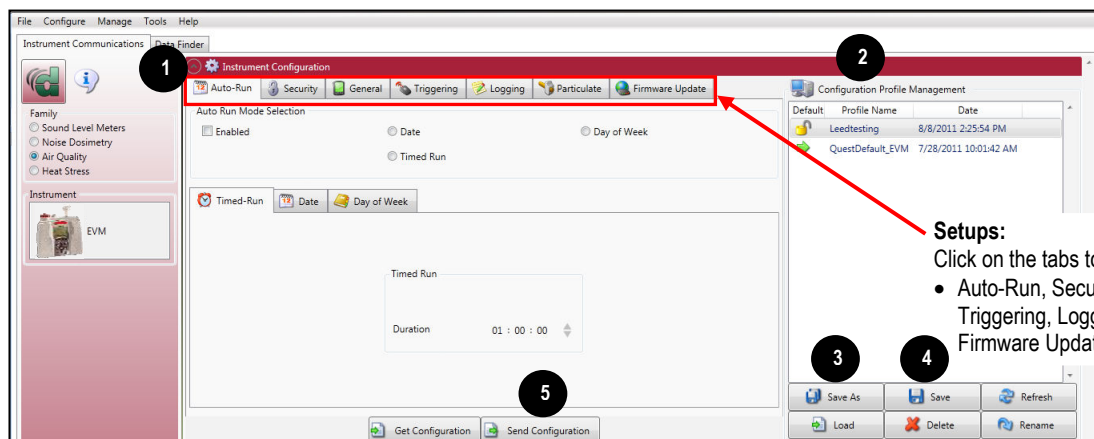 File Configure Manage Tools Help
Instrument Communications Data Finder
1
Instrument Configuration
2
Auto-Run Security General Triggering Logging Particulate Firmware Update
Configuration Profile Management
Family
Sound Level Meters
Noise Dosimetry
Air Quality
Heat Stress
Instrument
EVM
Auto Run Mode Selection
Enabled Date Day of Week
Timed Run
Timed-Run Date Day of Week
Timed Run
Duration 01 : 00 : 00
Default Profile Name Date
Leedtesting 8/8/2011 2:25:54 PM
QuestDefault_EVM 7/28/2011 10:01:42 AM
Setups:
Click on the tabs to
• Auto-Run, Secu
Triggering, Logg
Firmware Updat
3 4
5
Save As Save Refresh
Load Delete Rename
Get Configuration Send Configuration